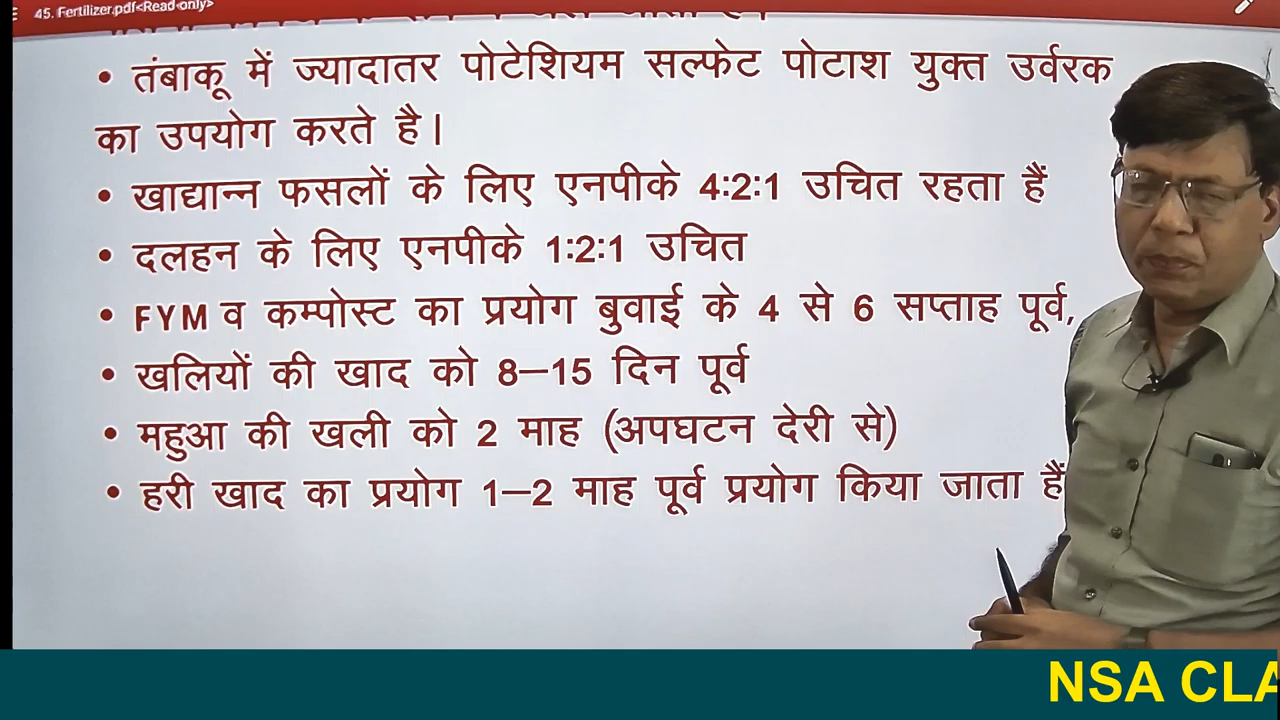 45. Fertilizer.pdf<Read-only>
• तंबाकू में ज्यादातर पोटेशियम सल्फेट पोटाश युक्त उर्वरक
का उपयोग करते है।
• खाद्यान्न फसलों के लिए एनपीके 4:2:1 उचित रहता हैं
• दलहन के लिए एनपीके 1:2:1 उचित
• FYM व कम्पोस्ट का प्रयोग बुवाई के 4 से 6 सप्ताह पूर्व,
• खलियों की खाद को 8–15 दिन पूर्व
• महुआ की खली को 2 माह (अपघटन देरी से)
• हरी खाद का प्रयोग 1–2 माह पूर्व प्रयोग किया जाता हैं
NSA CLA